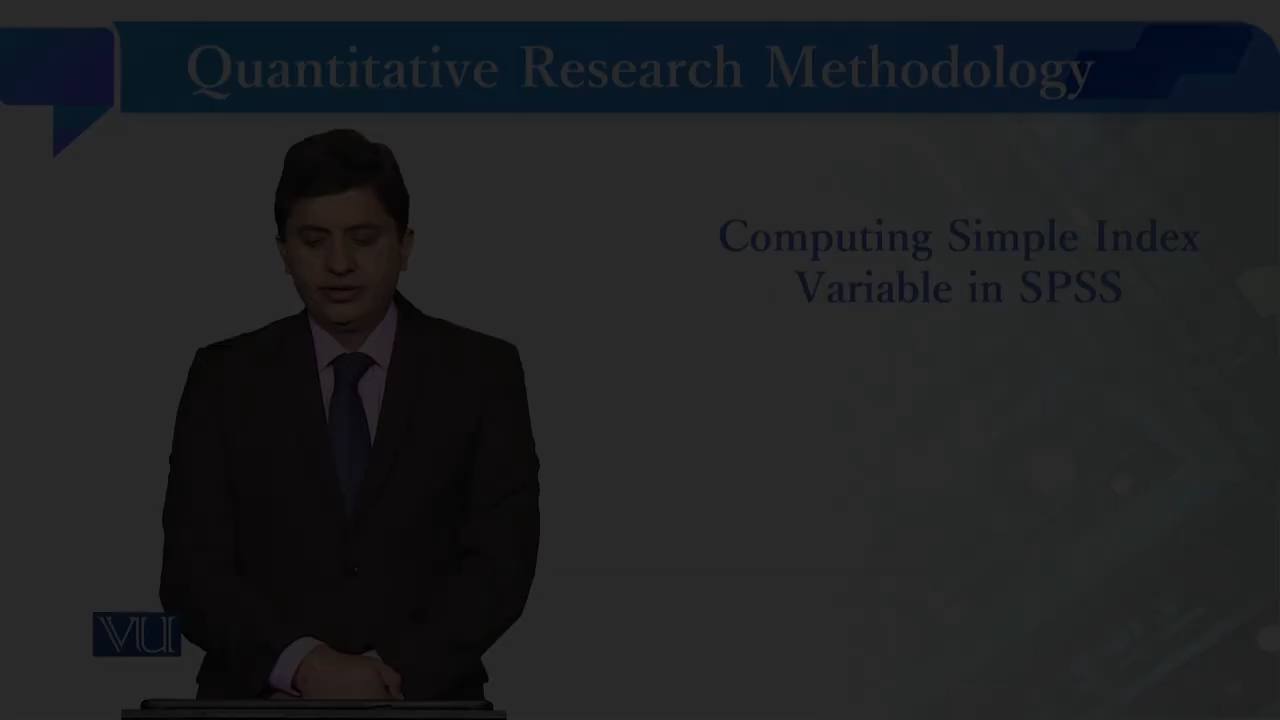 Quantitative Research Methodology
Computing Simple Index
Variable in SPSS
VU